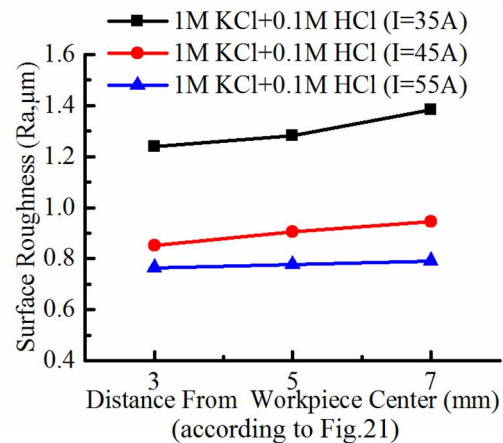 1M KCl+0.1M HCl (I=35A)
1M KCl+0.1M HCl (I=45A)
1M KCl+0.1M HCl (I=55A)
Surface Roughness (Ra,μm)
1.6
1.4
1.2
1.0
0.8
0.6
0.4
3 5 7
Distance From Workpiece Center (mm)
(according to Fig.21)